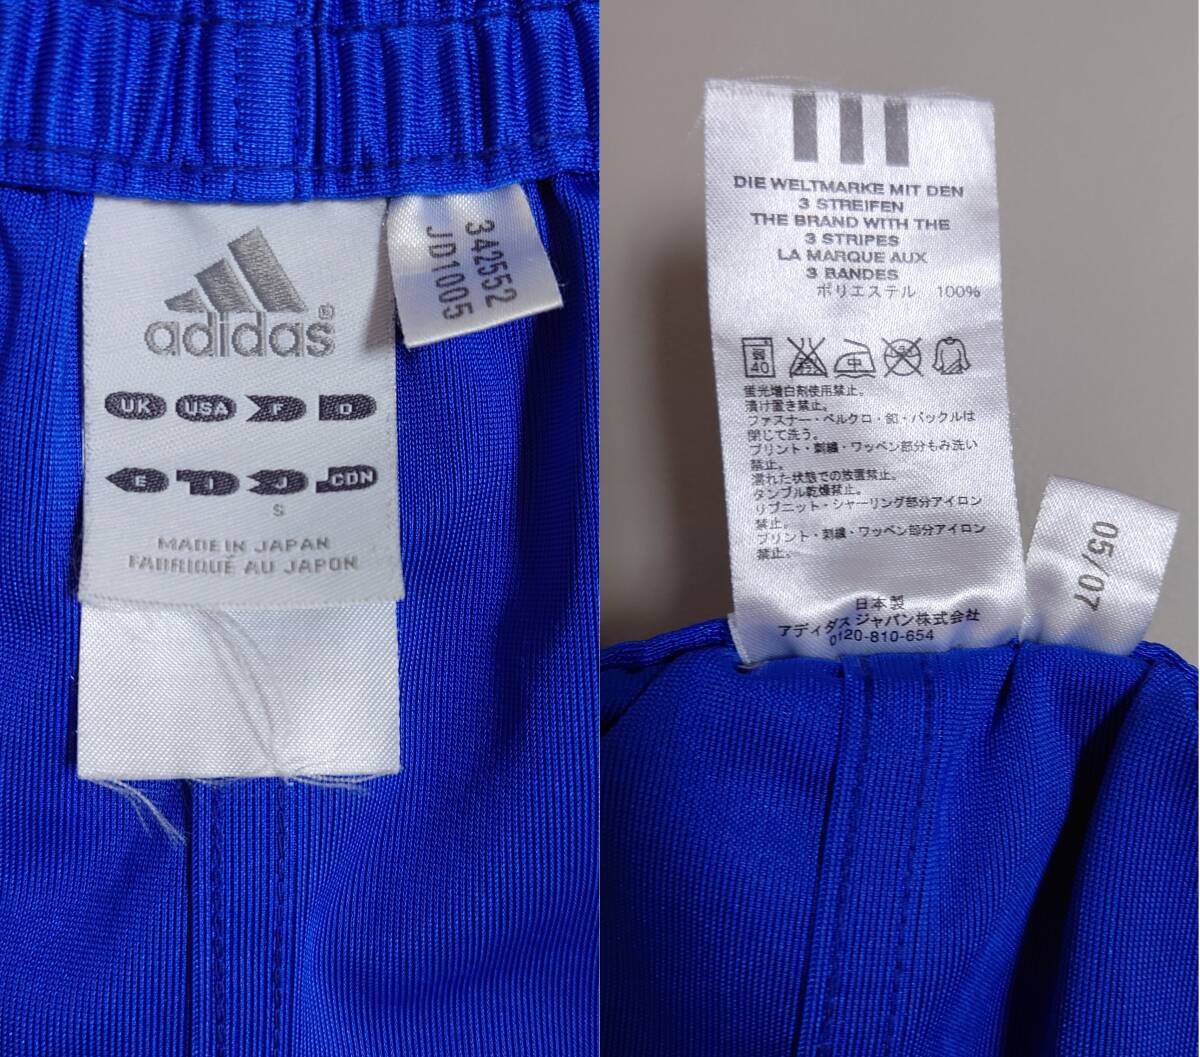 adidas®
UK USA F D
E I J CDN
S
MADE IN JAPAN
FABRIQUÉ AU JAPON
342552
JD1005
DIE WELTMARKE MIT DEN
3 STREIFEN
THE BRAND WITH THE
3 STRIPES
LA MARQUE AUX
3 BANDES
ポリエステル 100%
弱
40
蛍光増白剤使用禁止。
漬け置き禁止。
ファスナー・ベルクロ・釦・バックルは
閉じて洗う。
プリント・刺繍・ワッペン部分もみ洗い
禁止。
濡れた状態での放置禁止。
タンブル乾燥禁止。
リブニット・シャーリング部分アイロン
禁止。
プリント・刺繍・ワッペン部分アイロン
禁止。
日本製
アディダス ジャパン株式会社
0120-810-654
05/07